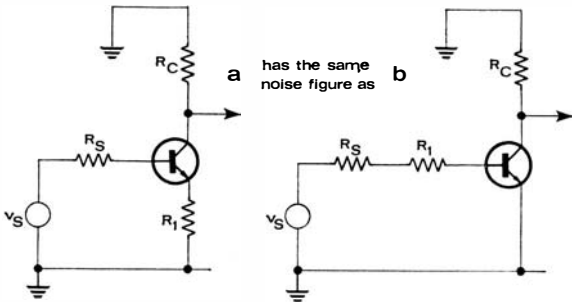 R_C
a
has the same
noise figure as
b
R_C
R_S
R_S
R_1
v_S
R_1
v_S